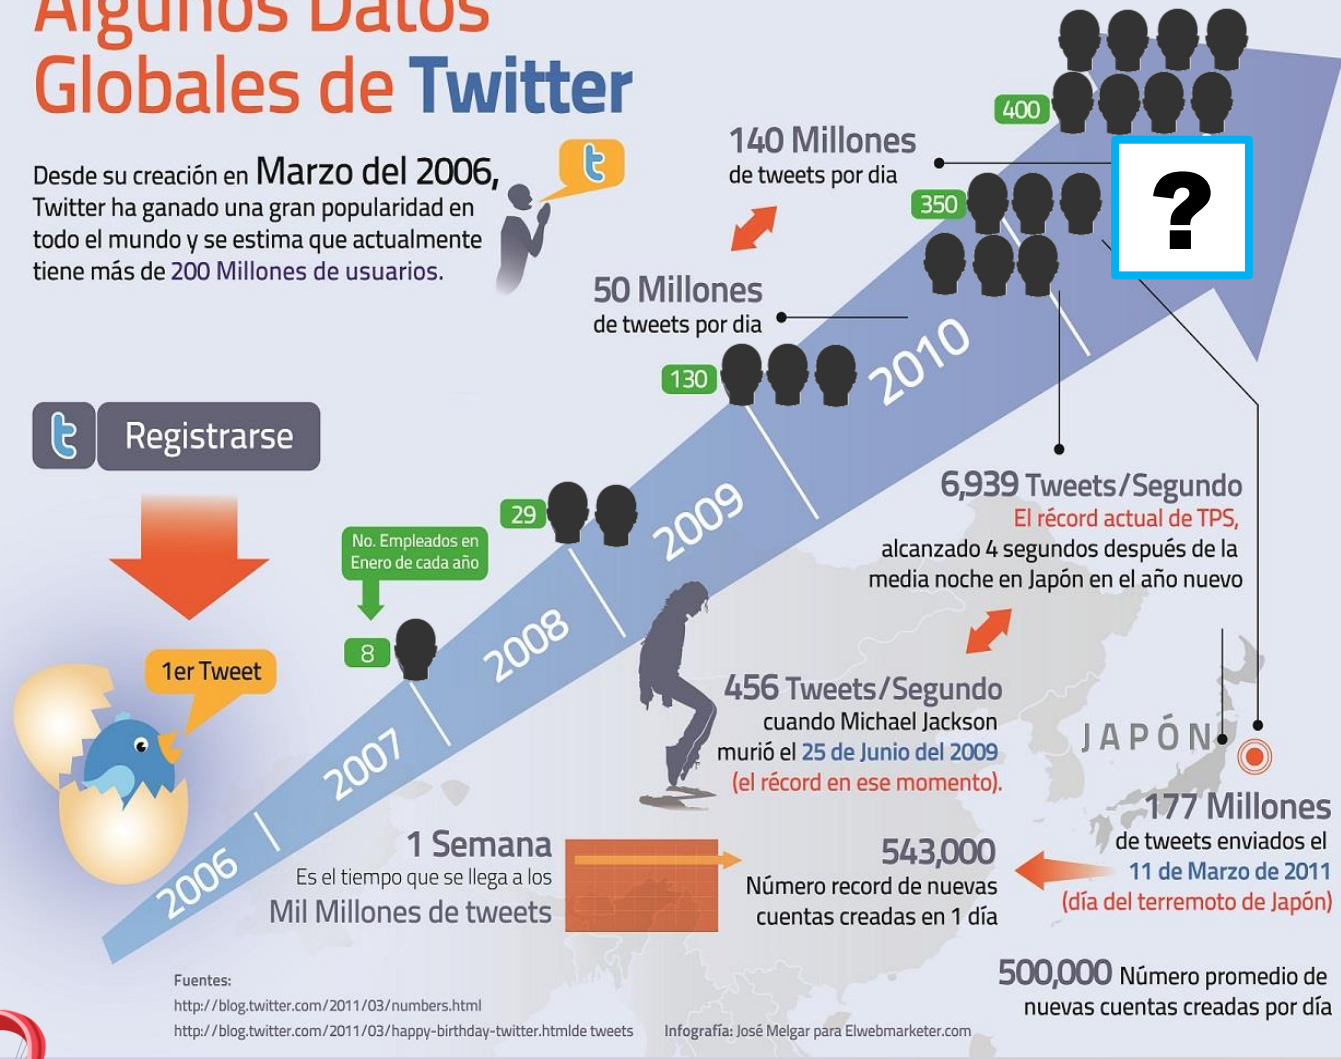 Algunos Datos
Globales de Twitter
Desde su creación en Marzo del 2006,
Twitter ha ganado una gran popularidad en
todo el mundo y se estima que actualmente
tiene más de 200 Millones de usuarios.
t
400
140 Millones
de tweets por dia
?
350
50 Millones
de tweets por dia
130
2010
t Registrarse
6,939 Tweets/Segundo
El récord actual de TPS,
alcanzado 4 segundos después de la
media noche en Japón en el año nuevo
29
2009
No. Empleados en
Enero de cada año
8
2008
1er Tweet
456 Tweets/Segundo
cuando Michael Jackson
murió el 25 de Junio del 2009
(el récord en ese momento).
JAPÓN
2007
177 Millones
de tweets enviados el
11 de Marzo de 2011
(día del terremoto de Japón)
2006
1 Semana
Es el tiempo que se llega a los
Mil Millones de tweets
543,000
Número record de nuevas
cuentas creadas en 1 día
500,000 Número promedio de
nuevas cuentas creadas por día
Fuentes:
http://blog.twitter.com/2011/03/numbers.html
http://blog.twitter.com/2011/03/happy-birthday-twitter.htmlde tweets
Infografía: José Melgar para Elwebmarketer.com